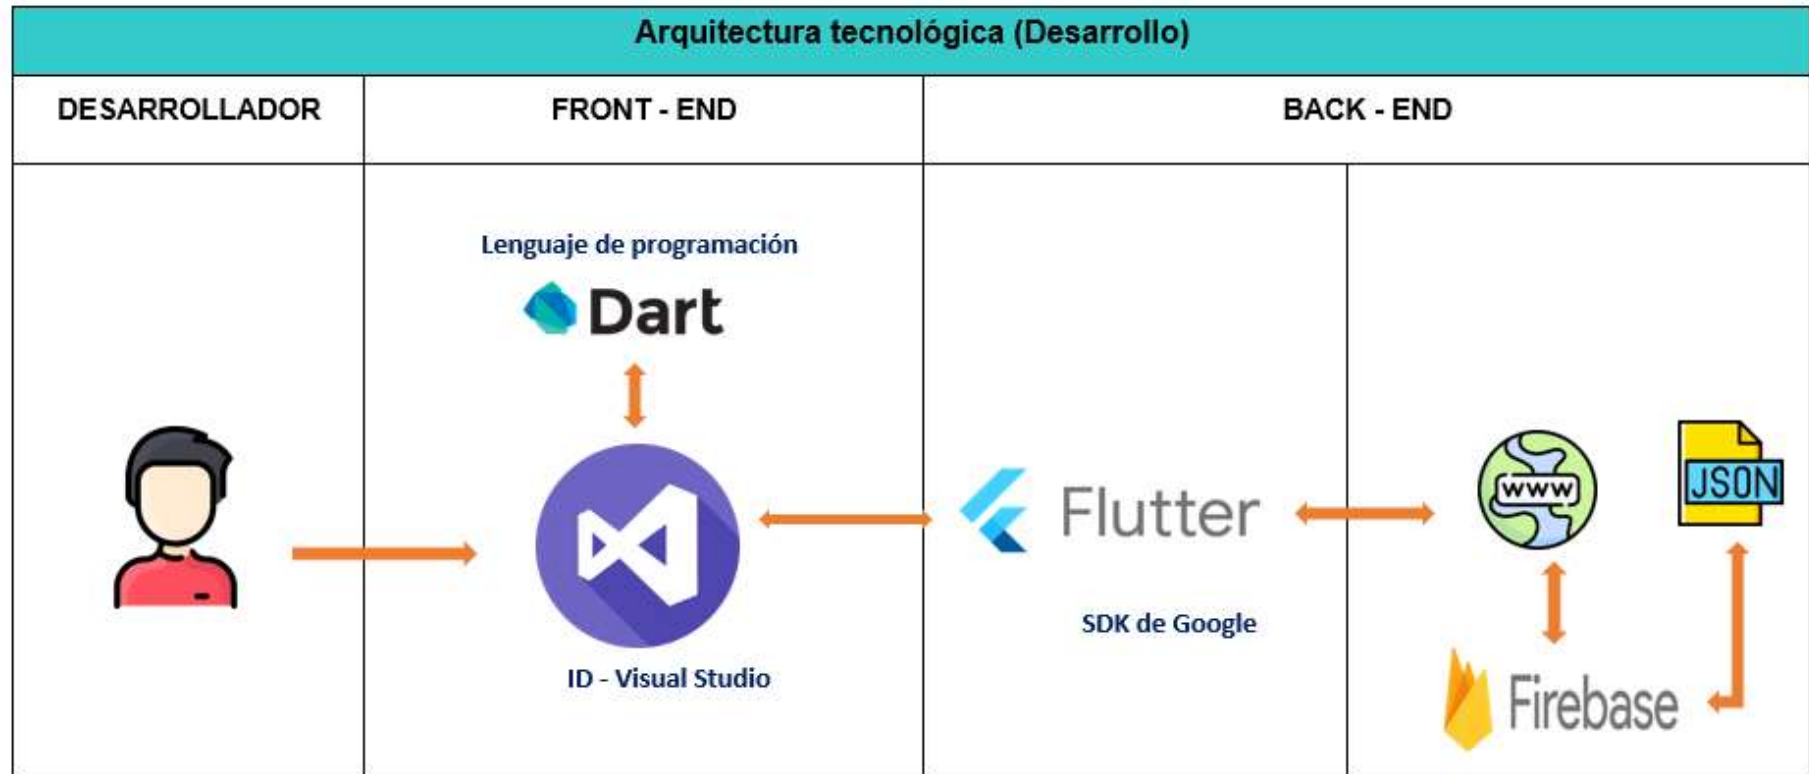 Arquitectura tecnológica (Desarrollo)
DESARROLLADOR
FRONT - END
BACK - END
Lenguaje de programación
Dart
ID - Visual Studio
Flutter
SDK de Google
www
JSON
Firebase